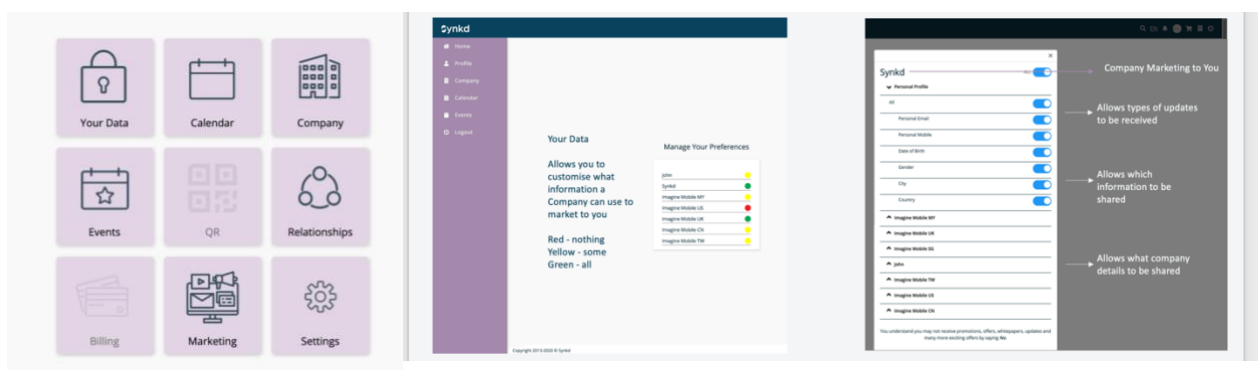 Your Data
Calendar
Company
Events
QR
Relationships
Billing
Marketing
Settings
Synkd
Home
Profile
Company
Calendar
Events
Logout
Your Data
Allows you to
customise what
information a
Company can use to
market to you
Red - nothing
Yellow - some
Green - all
Manage Your Preferences
John
Synkd
Imagine Mobile MY
Imagine Mobile US
Imagine Mobile UK
Imagine Mobile CN
Imagine Mobile TW
Copyright 2013-2020 © Synkd
EN
×
Synkd
Personal Profile
All
Personal Email
Personal Mobile
Date of Birth
Gender
City
Country
Imagine Mobile MY
Imagine Mobile UK
Imagine Mobile SG
John
Imagine Mobile TW
Imagine Mobile US
Imagine Mobile CN
You understand you may not receive promotions, offers, whitepapers, updates and
many more exciting offers by saying No.
Company Marketing to You
Allows types of updates
to be received
Allows which
information to be
shared
Allows what company
details to be shared